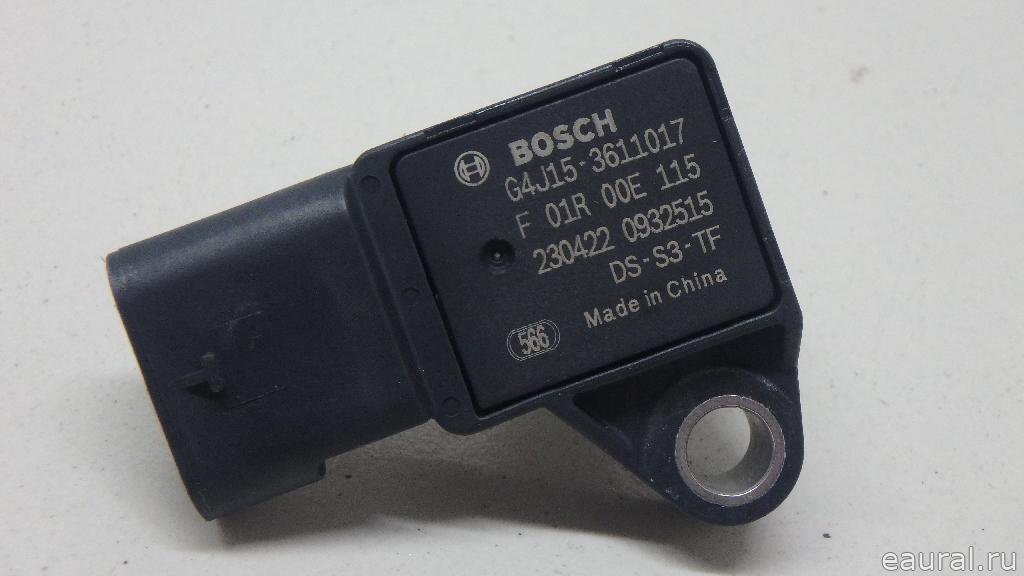 BOSCH
G4J15-3611017
F 01R 00E 115
230422 0932515
DS-S3-TF
Made in China
566
eaural.ru